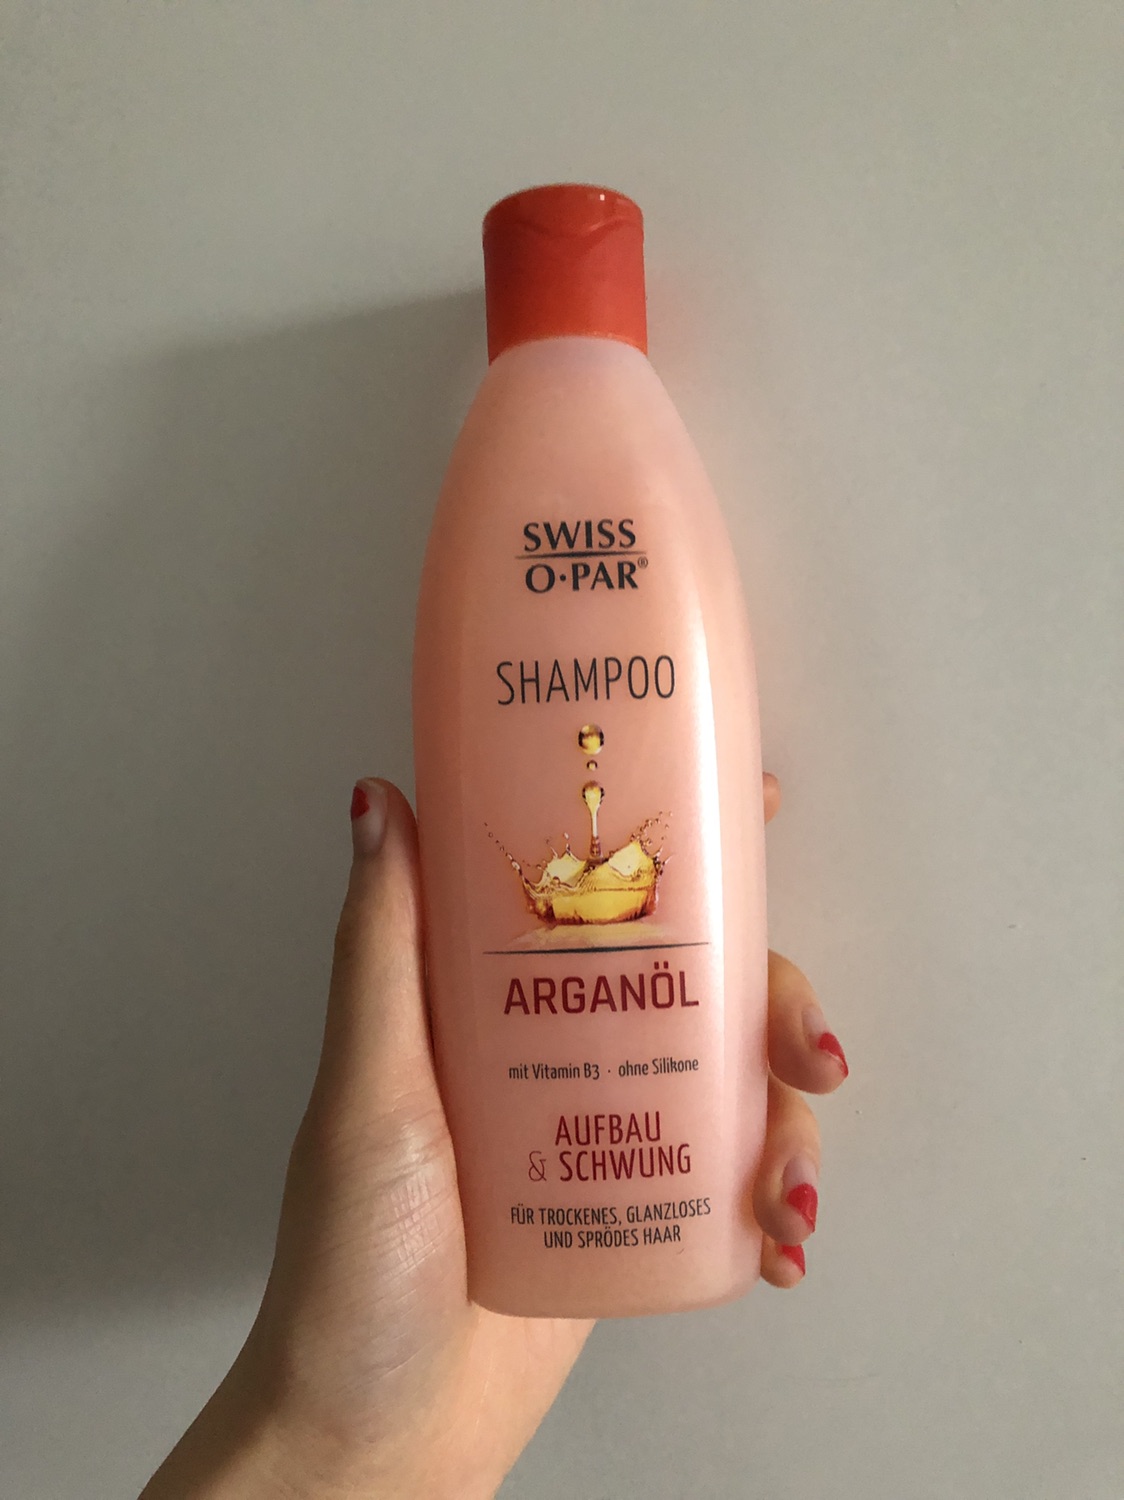 SWISS
O·PAR®
SHAMPOO
ARGANÖL
mit Vitamin B3 · ohne Silikone
AUFBAU
& SCHWUNG
FÜR TROCKENES, GLANZLOSES
UND SPRÖDES HAAR